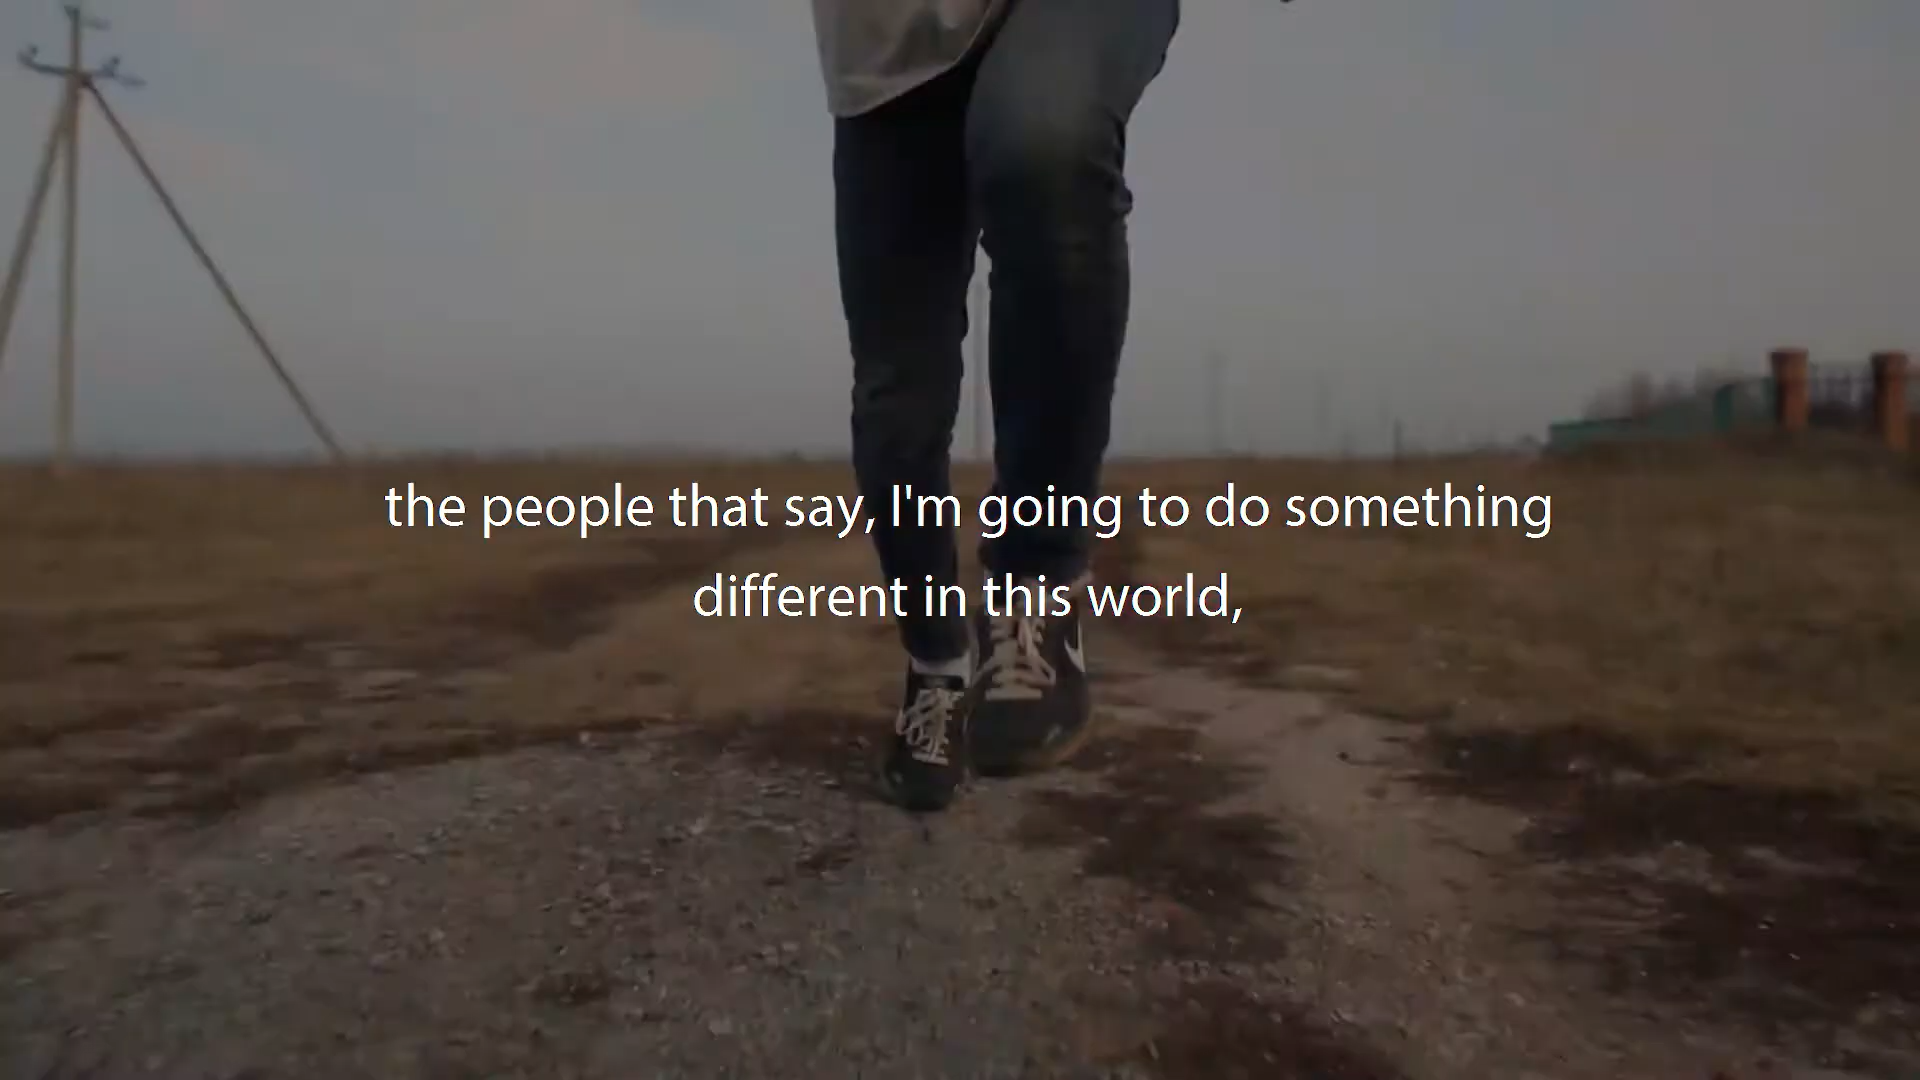 the people that say, I'm going to do something
different in this world,